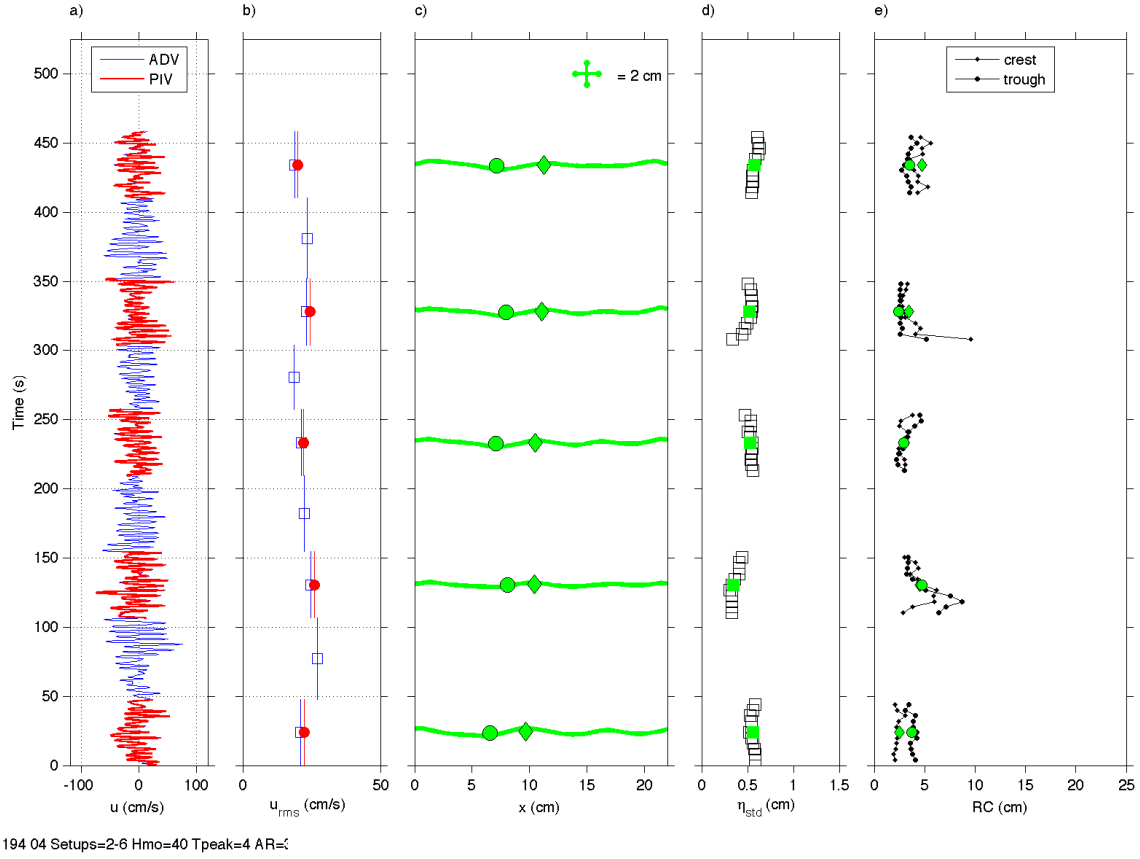 a)
b)
c)
d)
e)
ADV
PIV
= 2 cm
crest
trough
500
450
400
350
300
250
200
150
100
50
0
Time (s)
-100 0 100
0 50
0 5 10 15 20
0 0.5 1 1.5
0 5 10 15 20 25
u (cm/s)
u_rms (cm/s)
x (cm)
η_std (cm)
RC (cm)
194 04 Setups=2-6 Hmo=40 Tpeak=4